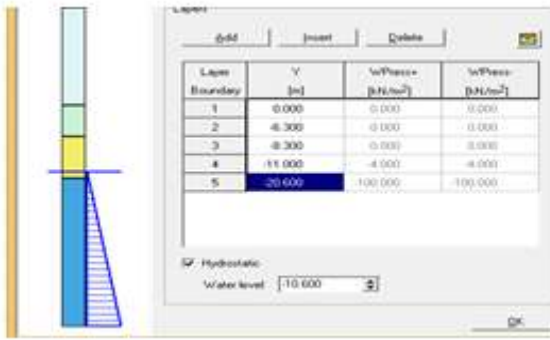 Layers
Add Insert Delete
Layer Boundary Y [m] W/Press+ [kN/m²] W/Press- [kN/m²]
1 0.000 0.000 0.000
2 -6.300 0.000 0.000
3 -8.300 0.000 0.000
4 -11.000 -4.000 -4.000
5 -20.600 -100.000 -100.000
Hydrostatic
Water level -10.600
OK